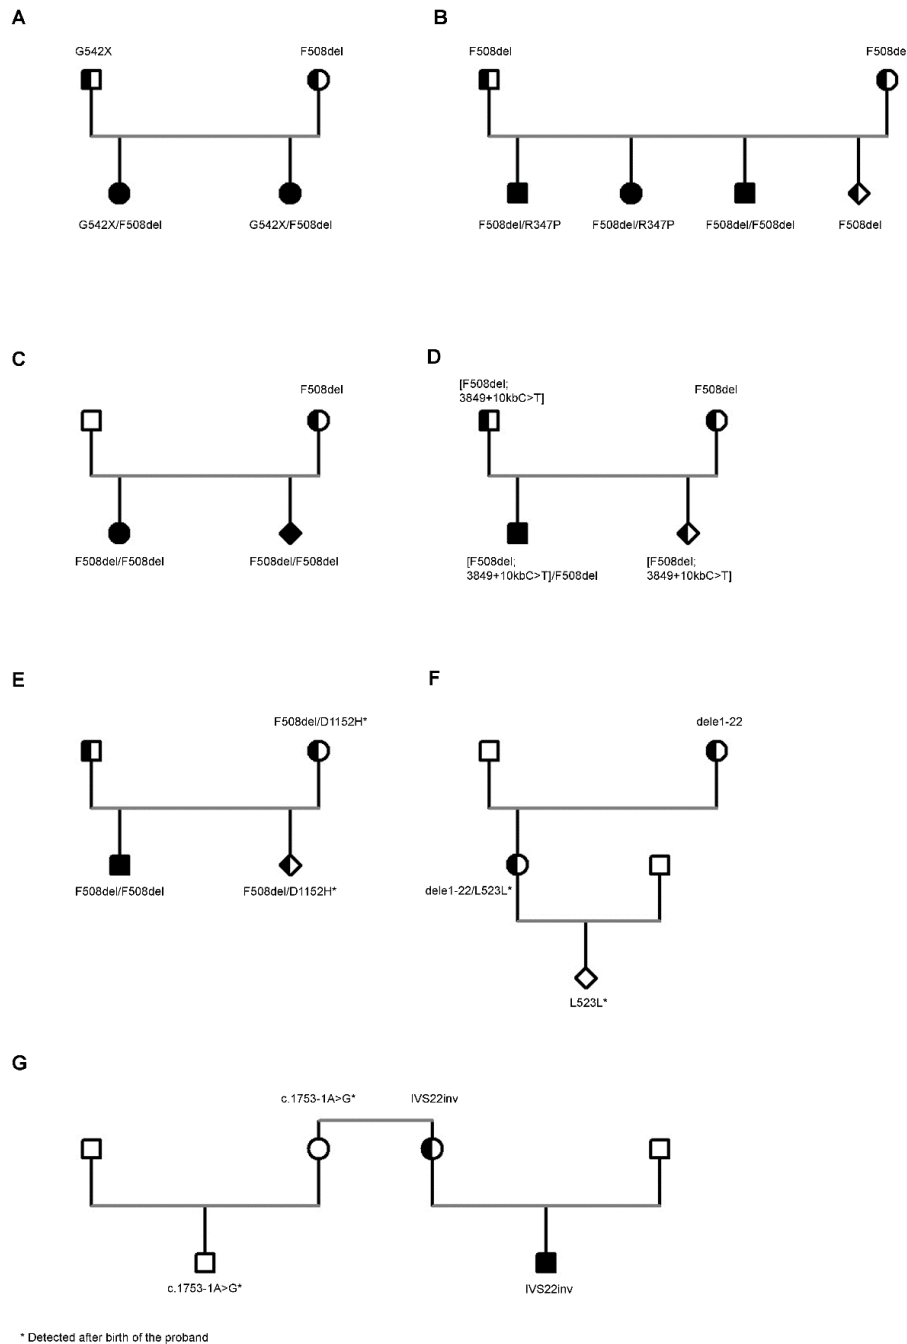 A
B
G542X
F508del
F508del
F508de
G542X/F508del
G542X/F508del
F508del/R347P
F508del/R347P
F508del/F508del
F508del
C
D
F508del
[F508del;
3849+10kbC>T]
F508del
F508del/F508del
F508del/F508del
[F508del;
3849+10kbC>T]/F508del
[F508del;
3849+10kbC>T]
E
F
F508del/D1152H*
dele1-22
F508del/F508del
F508del/D1152H*
dele1-22/L523L*
L523L*
G
c.1753-1A>G*
IVS22inv
c.1753-1A>G*
IVS22inv
* Detected after birth of the proband